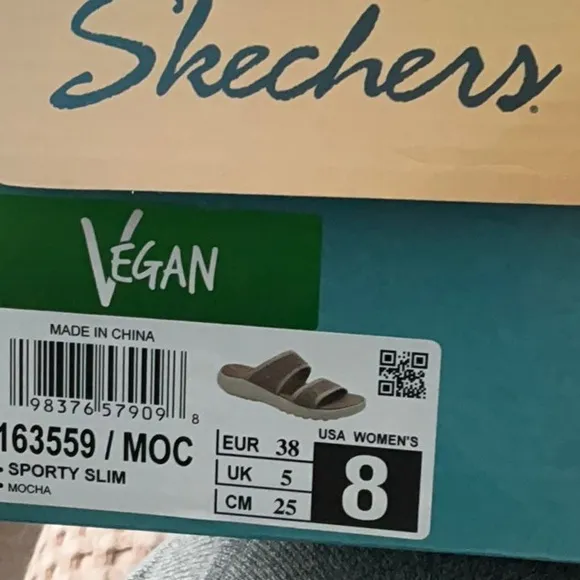 Skechers
VEGAN
MADE IN CHINA
98376 57909 8
163559 / MOC
• SPORTY SLIM
• MOCHA
EUR 38
UK 5
CM 25
USA WOMEN'S
8